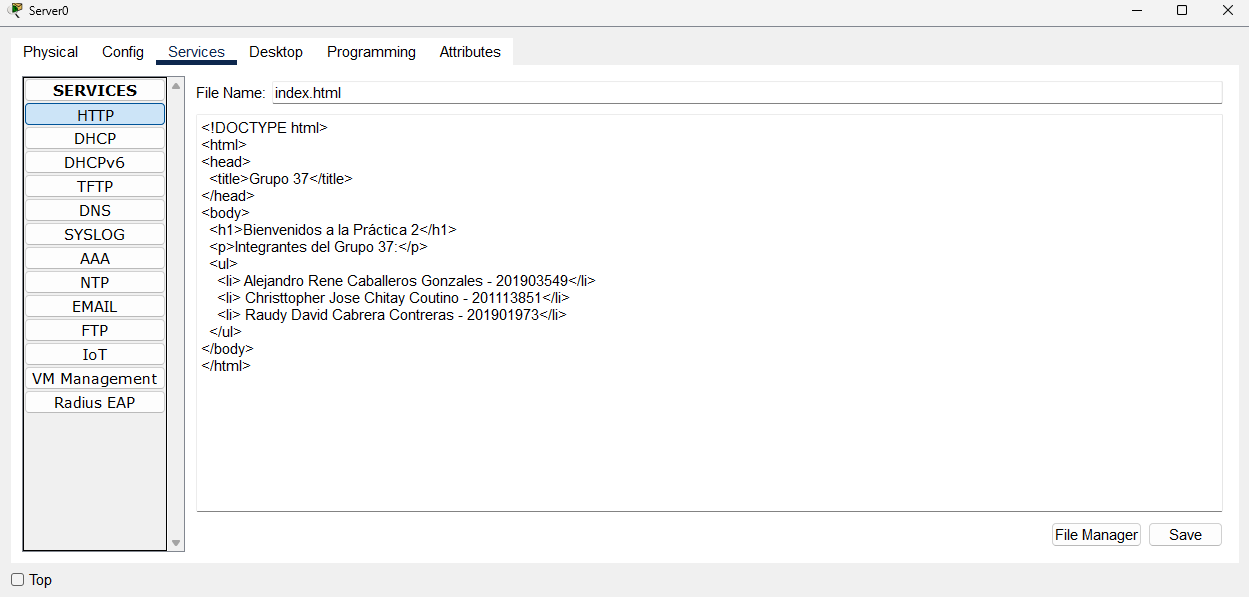 Server0
Physical Config Services Desktop Programming Attributes
SERVICES
HTTP
DHCP
DHCPv6
TFTP
DNS
SYSLOG
AAA
NTP
EMAIL
FTP
IoT
VM Management
Radius EAP
File Name: index.html
<!DOCTYPE html>
<html>
<head>
  <title>Grupo 37</title>
</head>
<body>
  <h1>Bienvenidos a la Práctica 2</h1>
  <p>Integrantes del Grupo 37:</p>
  <ul>
    <li> Alejandro Rene Caballeros Gonzales - 201903549</li>
    <li> Christtopher Jose Chitay Coutino - 201113851</li>
    <li> Raudy David Cabrera Contreras - 201901973</li>
  </ul>
</body>
</html>
File Manager Save
Top